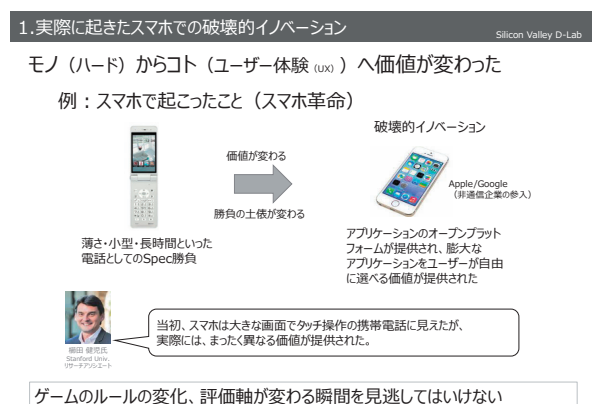 1.実際に起きたスマホでの破壊的イノベーション
Silicon Valley D-Lab
モノ（ハード）からコト（ユーザー体験（UX））へ価値が変わった
例：スマホで起こったこと（スマホ革命）
破壊的イノベーション
価値が変わる
勝負の土俵が変わる
Apple/Google
（非通信企業の参入）
薄さ・小型・長時間といった
電話としてのSpec勝負
アプリケーションのオープンプラット
フォームが提供され、膨大な
アプリケーションをユーザーが自由
に選べる価値が提供された
櫛田 健児氏
Stanford Univ.
リサーチアソシエート
当初、スマホは大きな画面でタッチ操作の携帯電話に見えたが、
実際には、まったく異なる価値が提供された。
ゲームのルールの変化、評価軸が変わる瞬間を見逃してはいけない